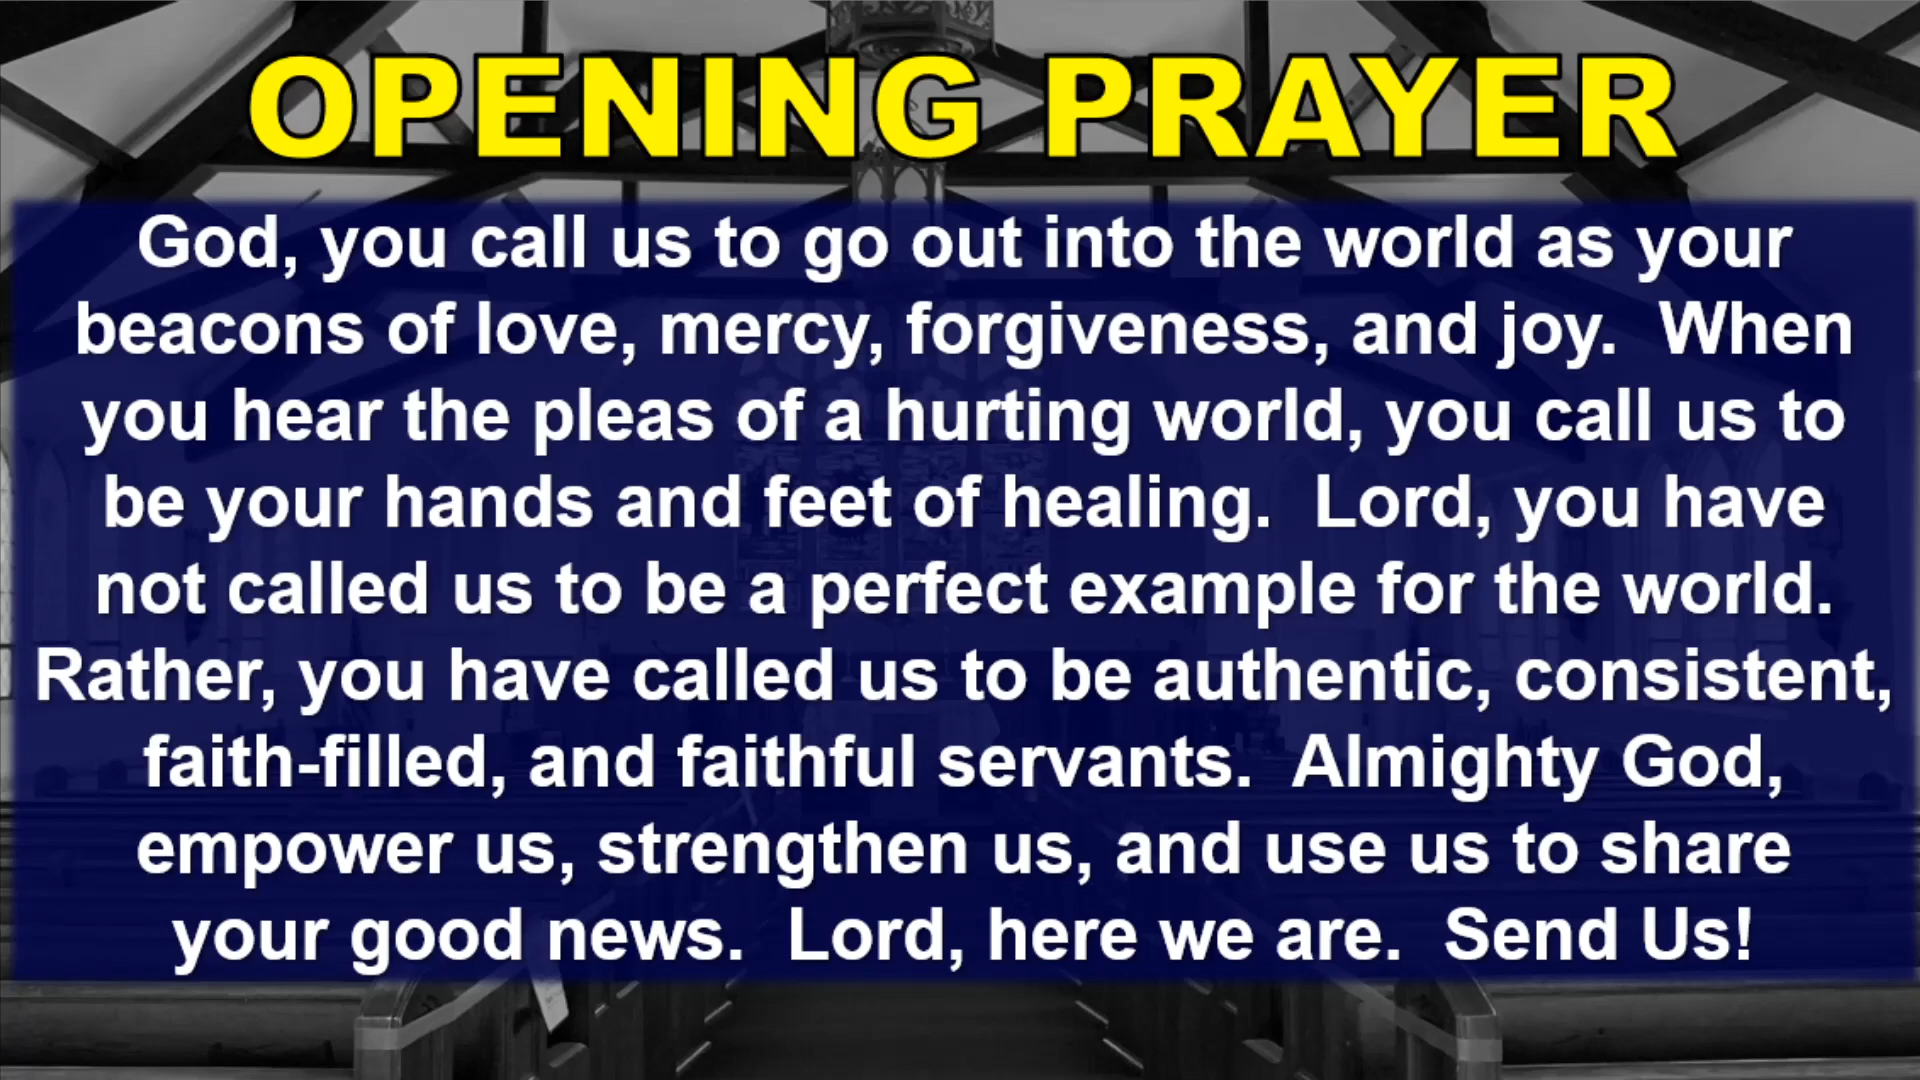 OPENING PRAYER
God, you call us to go out into the world as your
beacons of love, mercy, forgiveness, and joy.  When
you hear the pleas of a hurting world, you call us to
be your hands and feet of healing.  Lord, you have
not called us to be a perfect example for the world.
Rather, you have called us to be authentic, consistent,
faith-filled, and faithful servants.  Almighty God,
empower us, strengthen us, and use us to share
your good news.  Lord, here we are.  Send Us!